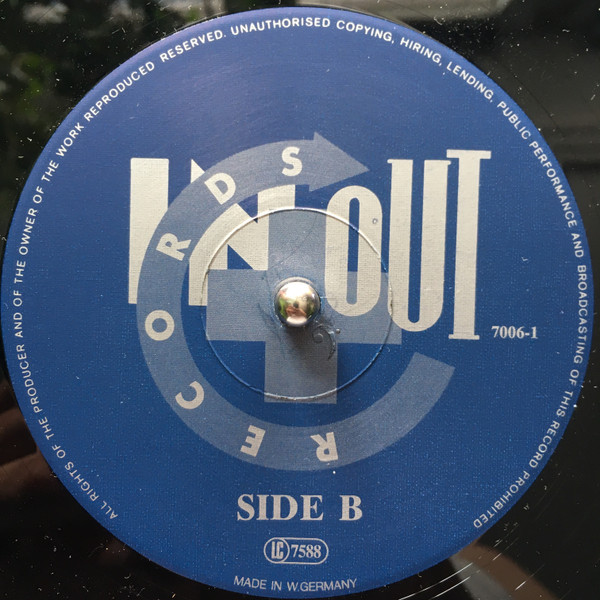 ALL RIGHTS OF THE PRODUCER AND OF THE OWNER OF THE WORK REPRODUCED RESERVED. UNAUTHORISED COPYING, HIRING, LENDING, PUBLIC PERFORMANCE AND BROADCASTING OF THIS RECORD PROHIBITED
IN OUT
RECORDS
7006-1
SIDE B
LC 7588
MADE IN W.GERMANY